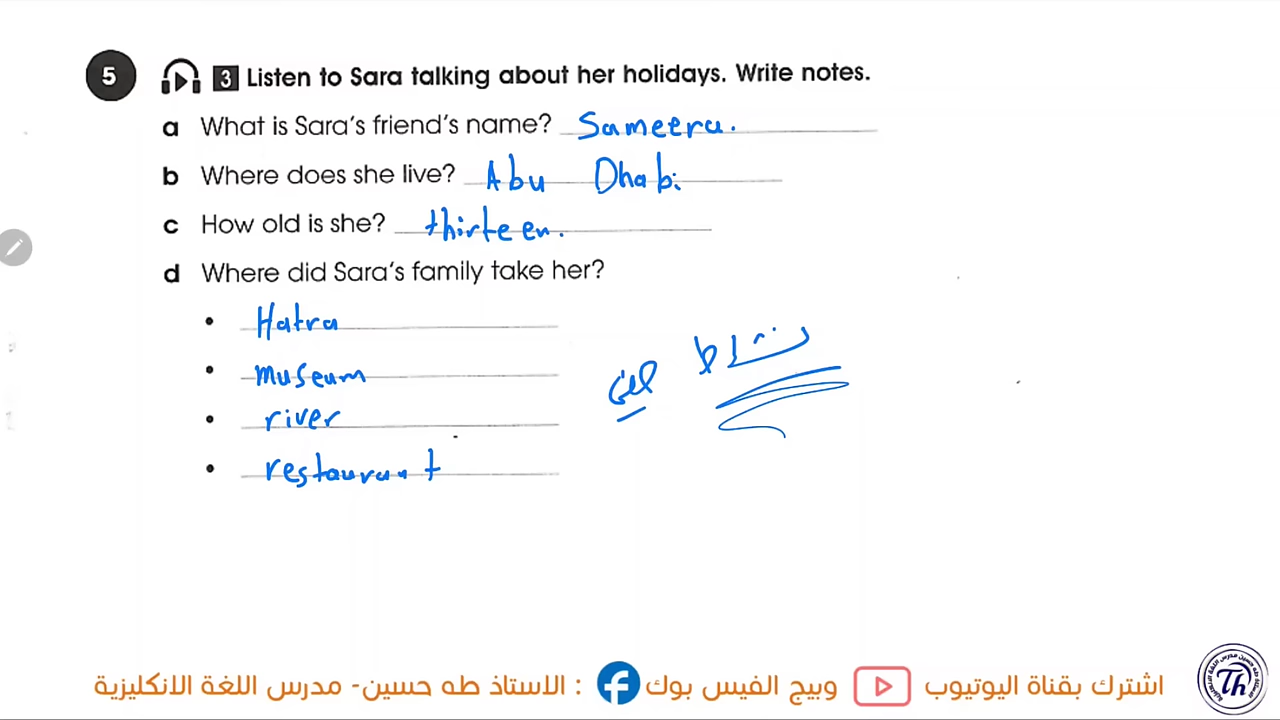 5 3 Listen to Sara talking about her holidays. Write notes.
a What is Sara's friend's name? Sameera.
b Where does she live? Abu Dhabi
c How old is she? thirteen.
d Where did Sara's family take her?
• Hatra
• museum
• river
• restaurant
اشترك بقناة اليوتيوب وبيج الفيس بوك : الاستاذ طه حسين- مدرس اللغة الانكليزية
Th